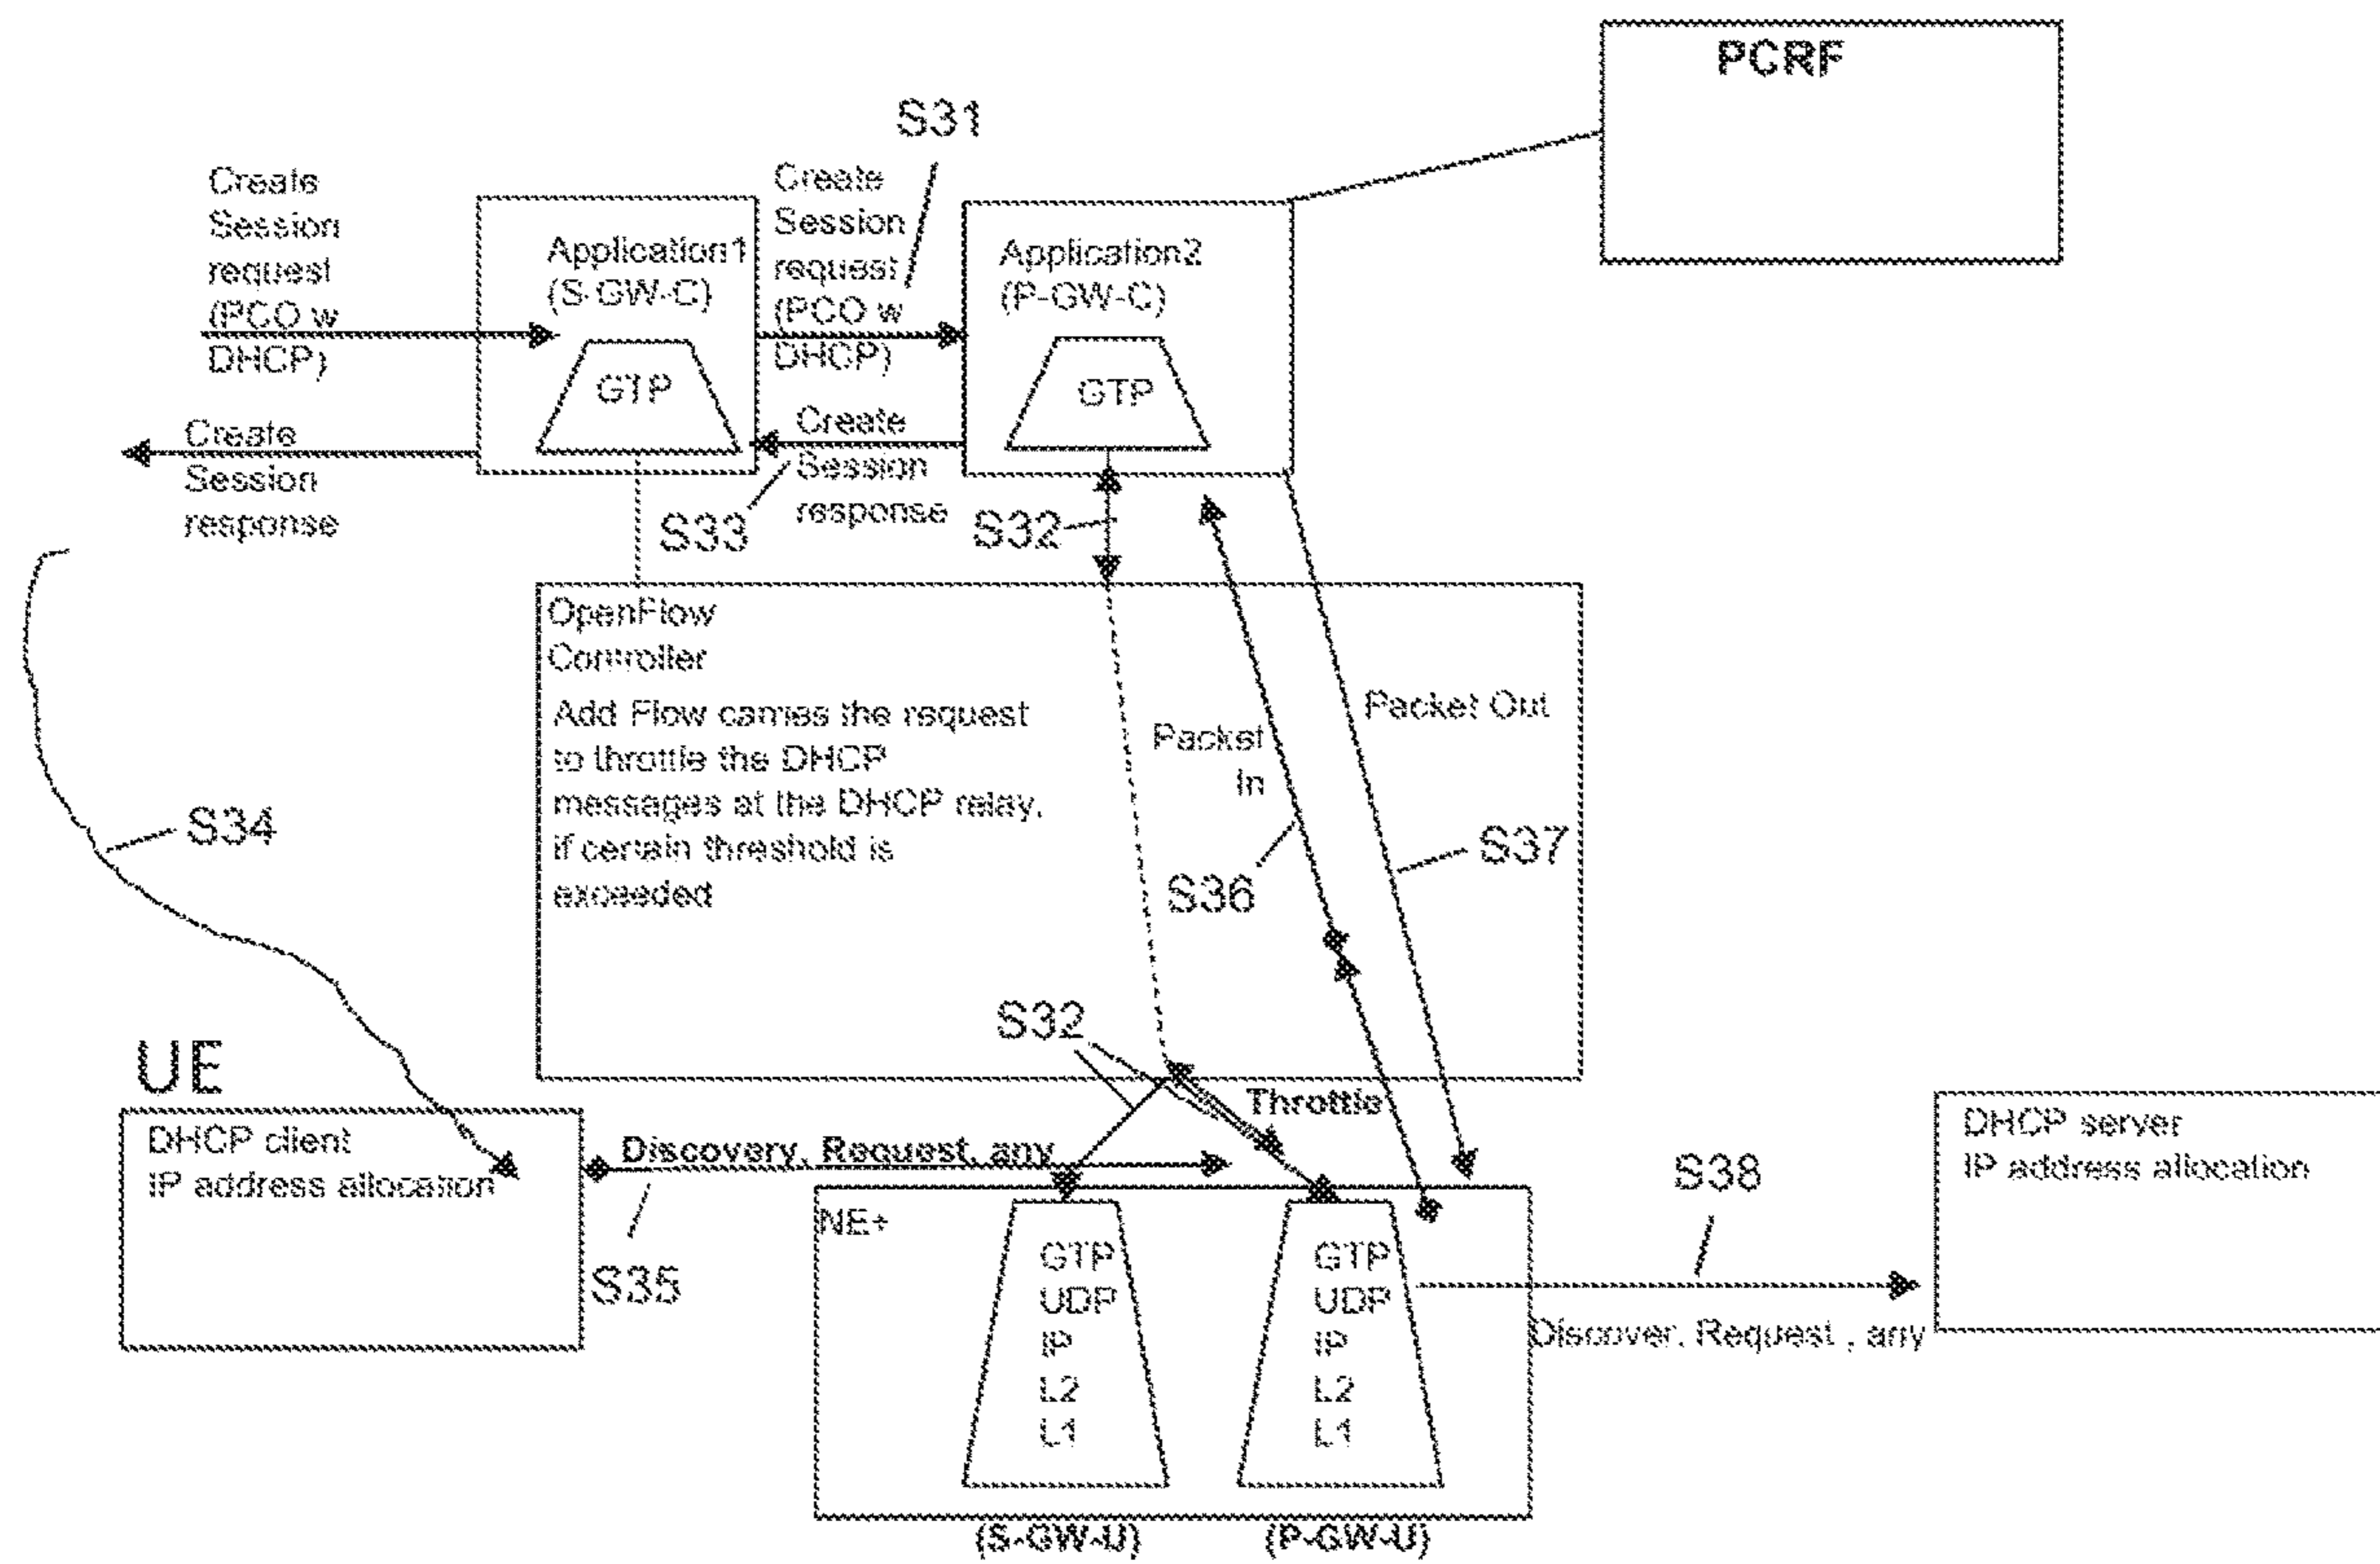 PCRF
S31
Create
Session
request
(PCO w
DHCP)
Application1
(S-GW-C)
GTP
Create
Session
request
(PCO w
DHCP)
Application2
(P-GW-C)
GTP
Create
Session
response
Create
Session
response
S33
S32
OpenFlow
Controller
Add Flow carries the request
to throttle the DHCP
messages at the DHCP relay,
if certain threshold is
exceeded
Packet
In
Packet Out
S34
S36
S37
S32
UE
DHCP client
IP address allocation
Discovery, Request, any
Throttle
S35
NE+
GTP
UDP
IP
L2
L1
GTP
UDP
IP
L2
L1
(S-GW-U)
(P-GW-U)
S38
Discover, Request , any
DHCP server
IP address allocation